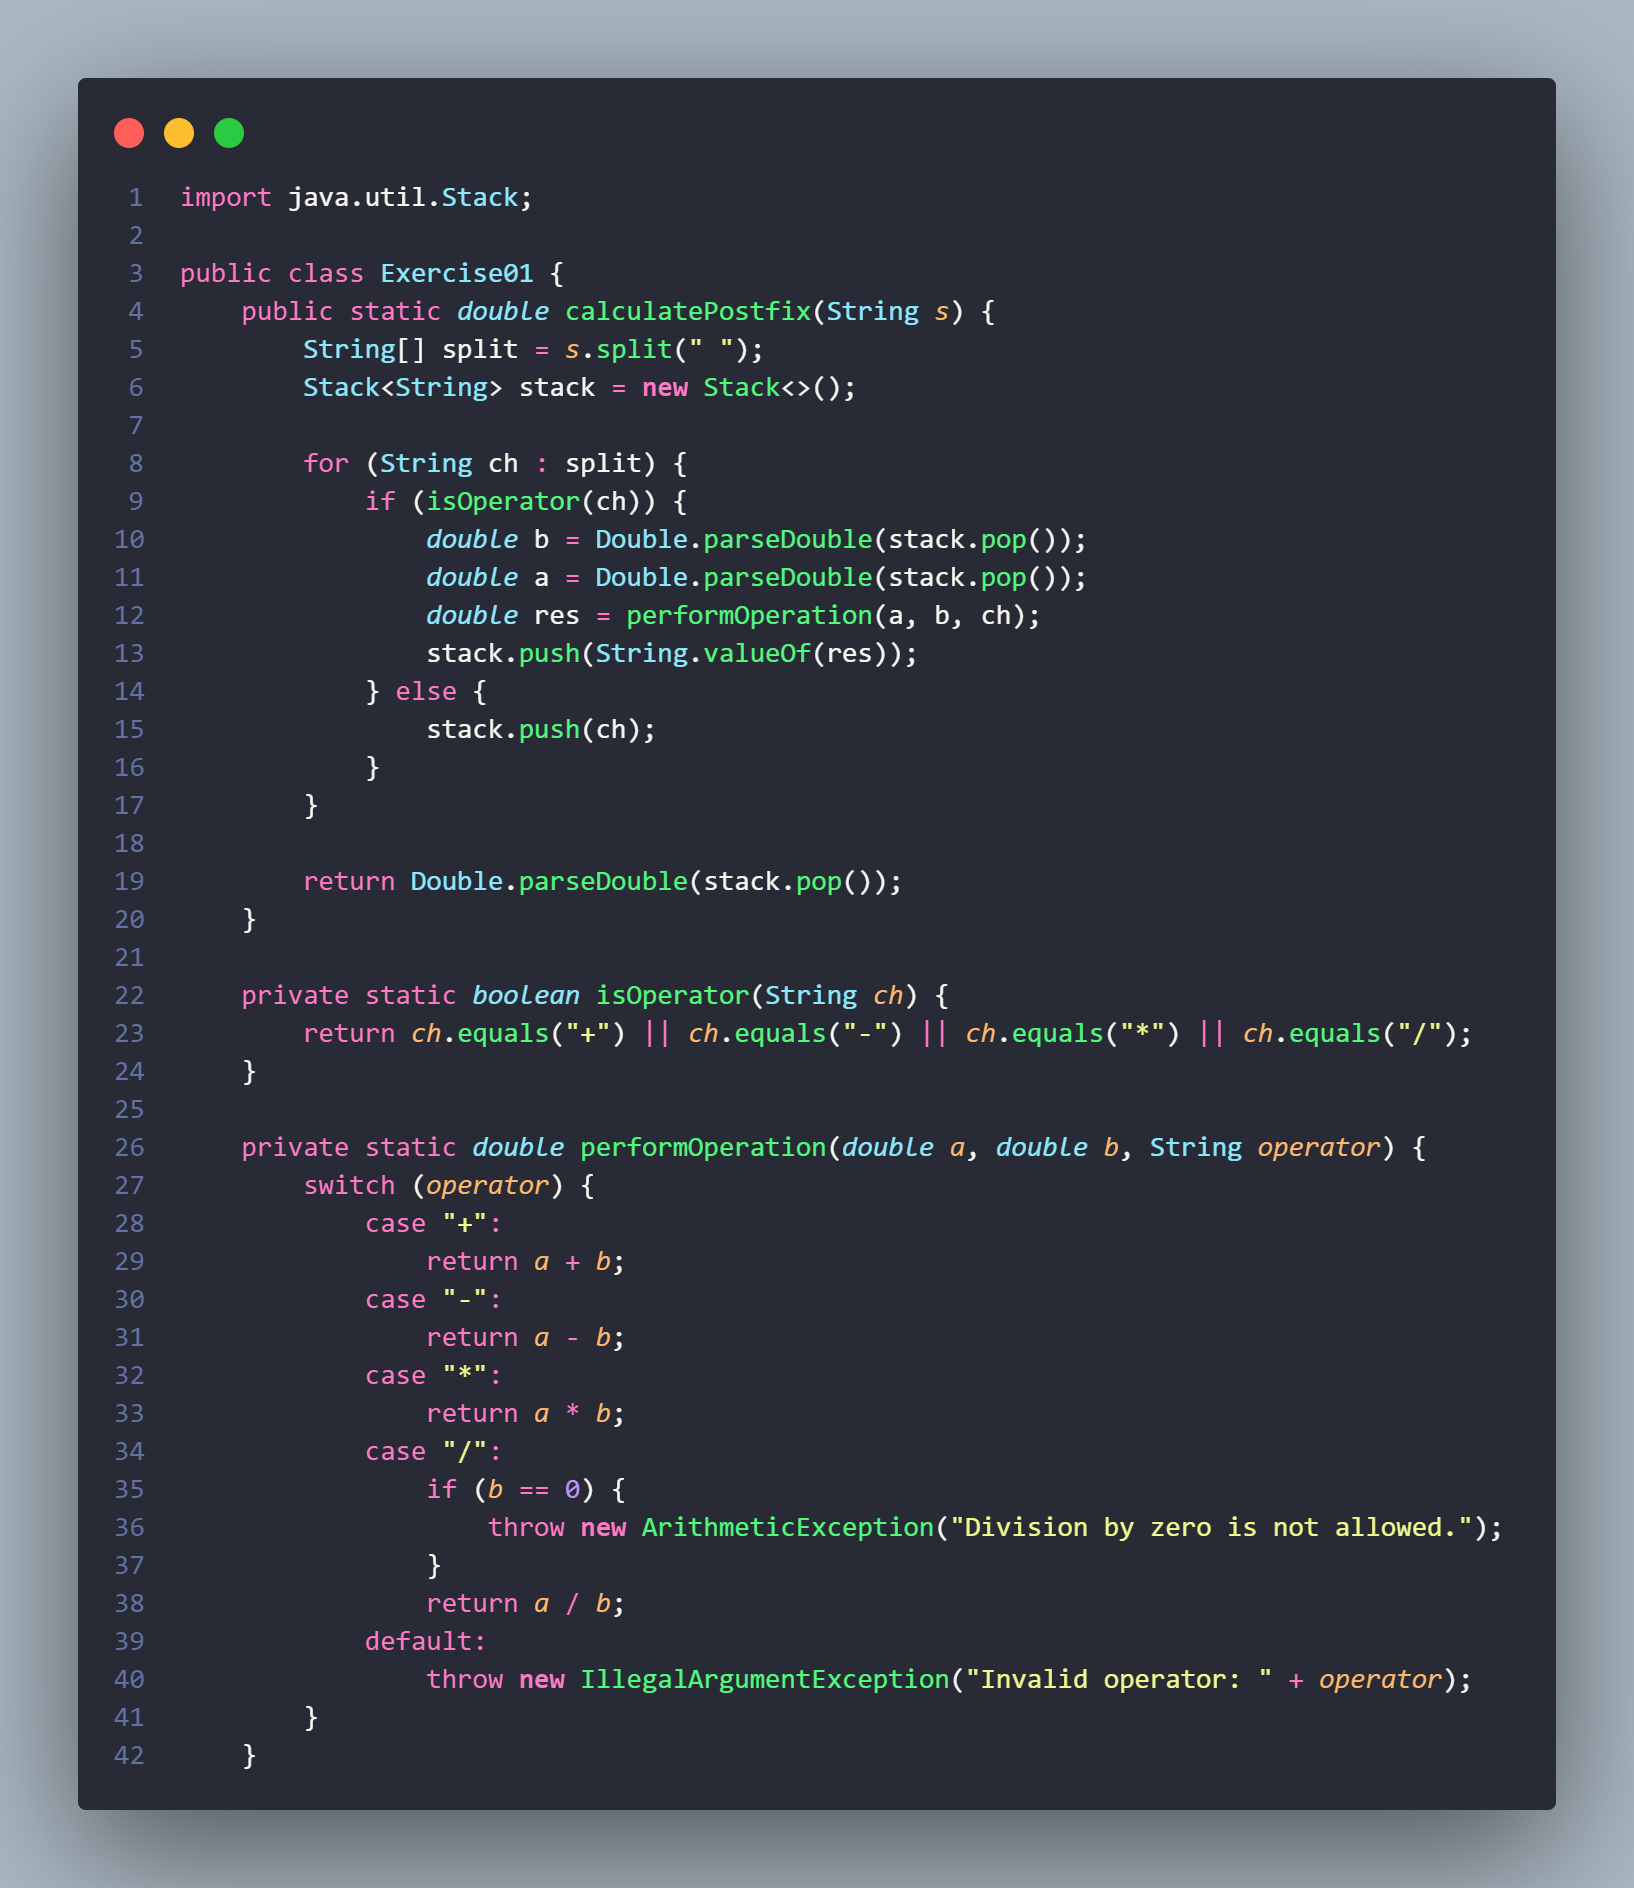 1 import java.util.Stack;
2
3 public class Exercise01 {
4     public static double calculatePostfix(String s) {
5         String[] split = s.split(" ");
6         Stack<String> stack = new Stack<>();
7
8         for (String ch : split) {
9             if (isOperator(ch)) {
10                 double b = Double.parseDouble(stack.pop());
11                 double a = Double.parseDouble(stack.pop());
12                 double res = performOperation(a, b, ch);
13                 stack.push(String.valueOf(res));
14             } else {
15                 stack.push(ch);
16             }
17         }
18
19         return Double.parseDouble(stack.pop());
20     }
21
22     private static boolean isOperator(String ch) {
23         return ch.equals("+") || ch.equals("-") || ch.equals("*") || ch.equals("/");
24     }
25
26     private static double performOperation(double a, double b, String operator) {
27         switch (operator) {
28             case "+":
29                 return a + b;
30             case "-":
31                 return a - b;
32             case "*":
33                 return a * b;
34             case "/":
35                 if (b == 0) {
36                     throw new ArithmeticException("Division by zero is not allowed.");
37                 }
38                 return a / b;
39             default:
40                 throw new IllegalArgumentException("Invalid operator: " + operator);
41         }
42     }